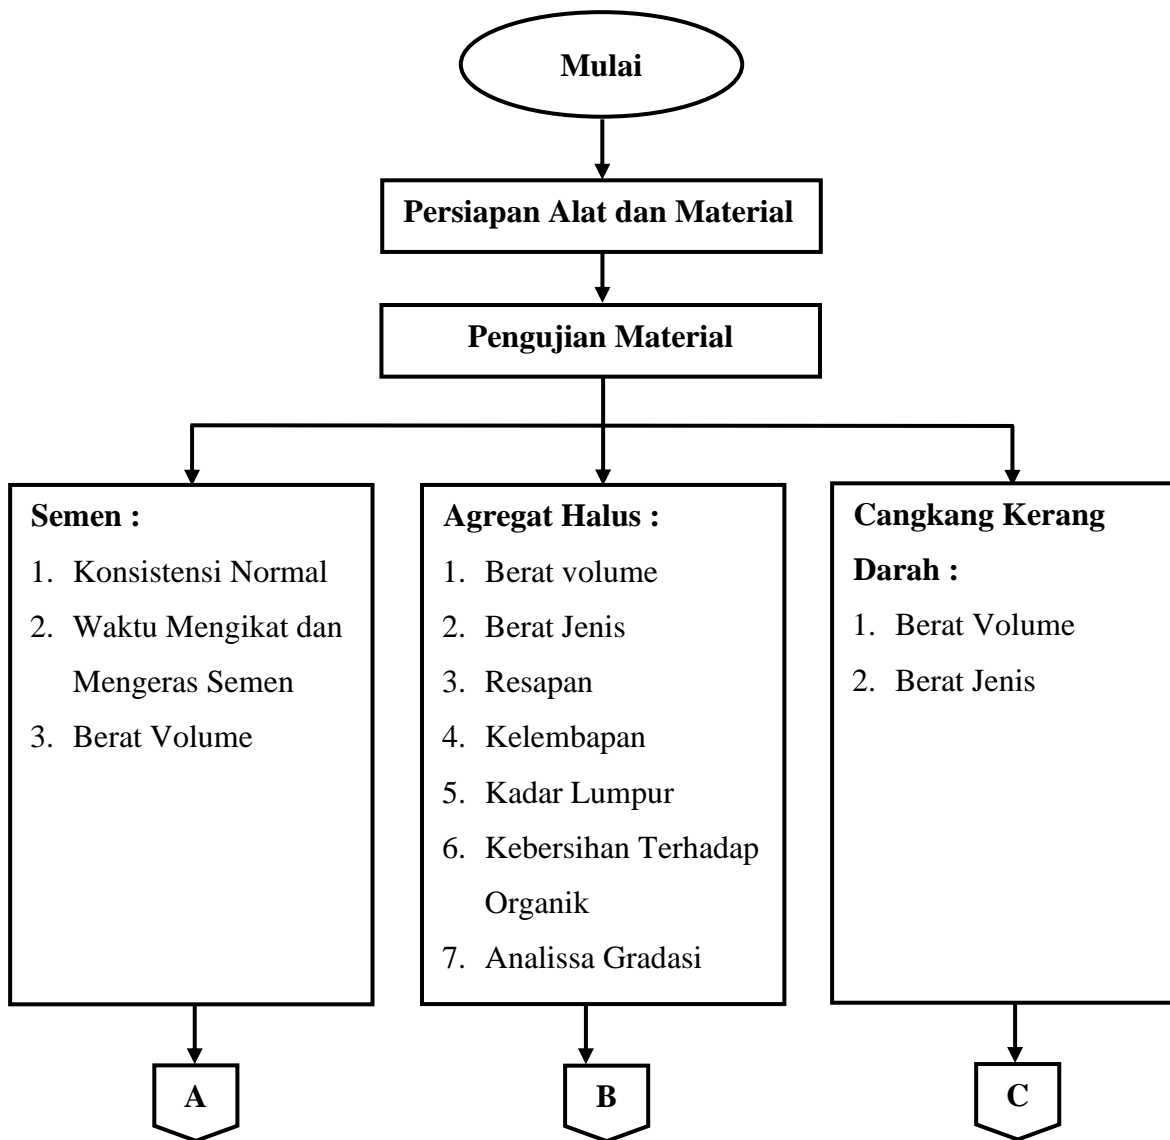 Mulai
Persiapan Alat dan Material
Pengujian Material
Semen :
1. Konsistensi Normal
2. Waktu Mengikat dan
Mengeras Semen
3. Berat Volume
Agregat Halus :
1. Berat volume
2. Berat Jenis
3. Resapan
4. Kelembapan
5. Kadar Lumpur
6. Kebersihan Terhadap
Organik
7. Analissa Gradasi
Cangkang Kerang
Darah :
1. Berat Volume
2. Berat Jenis
A
B
C